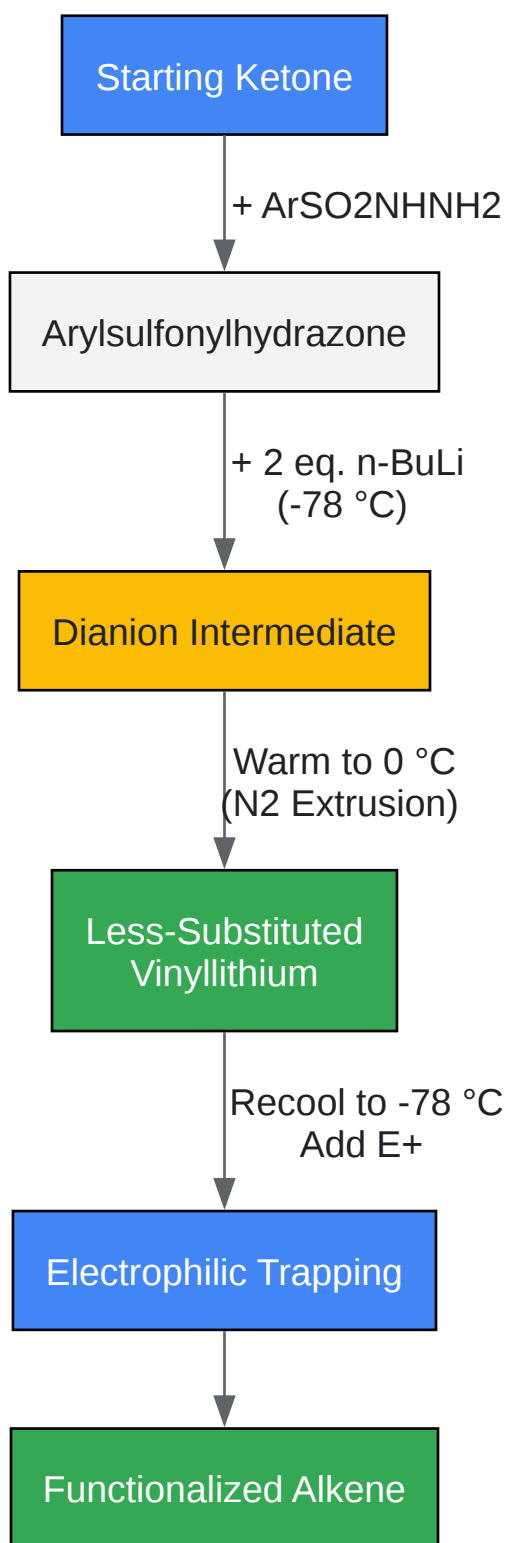 Starting Ketone
+ ArSO2NHNH2
Arylsulfonylhydrazone
+ 2 eq. n-BuLi
(-78 °C)
Dianion Intermediate
Warm to 0 °C
(N2 Extrusion)
Less-Substituted
Vinyllithium
Recool to -78 °C
Add E+
Electrophilic Trapping
Functionalized Alkene